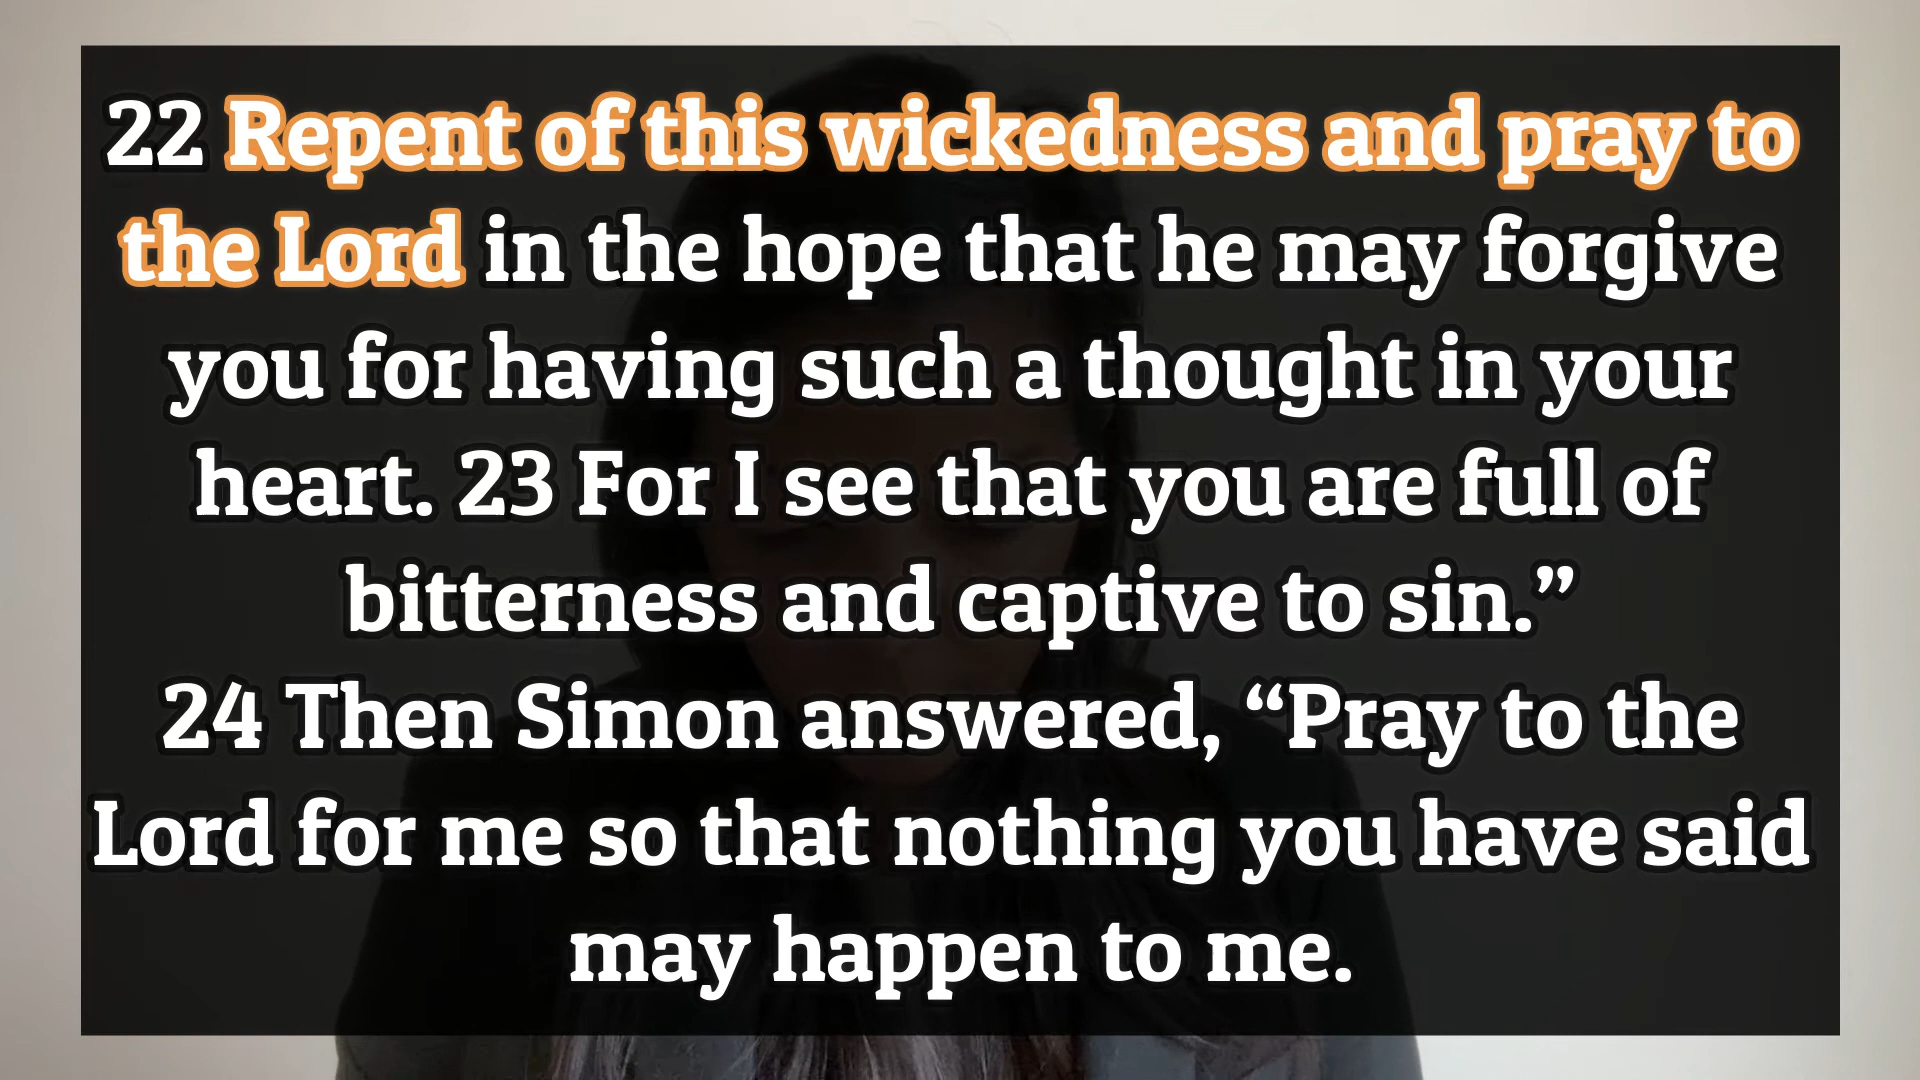 22 Repent of this wickedness and pray to
the Lord in the hope that he may forgive
you for having such a thought in your
heart. 23 For I see that you are full of
bitterness and captive to sin.”
24 Then Simon answered, “Pray to the
Lord for me so that nothing you have said
may happen to me.